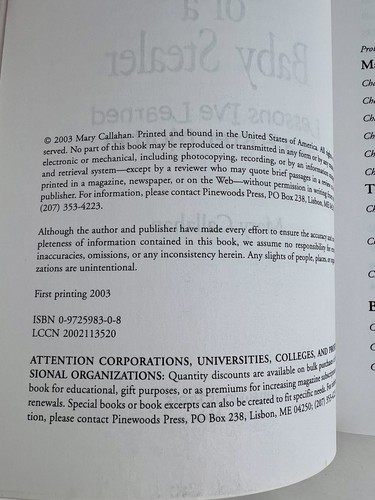 © 2003 Mary Callahan. Printed and bound in the United States of America. All rights
served. No part of this book may be reproduced or transmitted in any form or by any
electronic or mechanical, including photocopying, recording, or by an information
and retrieval system—except by a reviewer who may quote brief passages in a review
printed in a magazine, newspaper, or on the Web—without permission in writing from
publisher. For information, please contact Pinewoods Press, PO Box 238, Lisbon, ME
(207) 353-4223.
Although the author and publisher have made every effort to ensure the accuracy and
pleteness of information contained in this book, we assume no responsibility for
inaccuracies, omissions, or any inconsistency herein. Any slights of people, places, or
zations are unintentional.
First printing 2003
ISBN 0-9725983-0-8
LCCN 2002113520
ATTENTION CORPORATIONS, UNIVERSITIES, COLLEGES, AND
SIONAL ORGANIZATIONS: Quantity discounts are available on bulk
book for educational, gift purposes, or as premiums for increasing magazine
renewals. Special books or book excerpts can also be created to fit specific needs. For
tion, please contact Pinewoods Press, PO Box 238, Lisbon, ME 04250; (207)